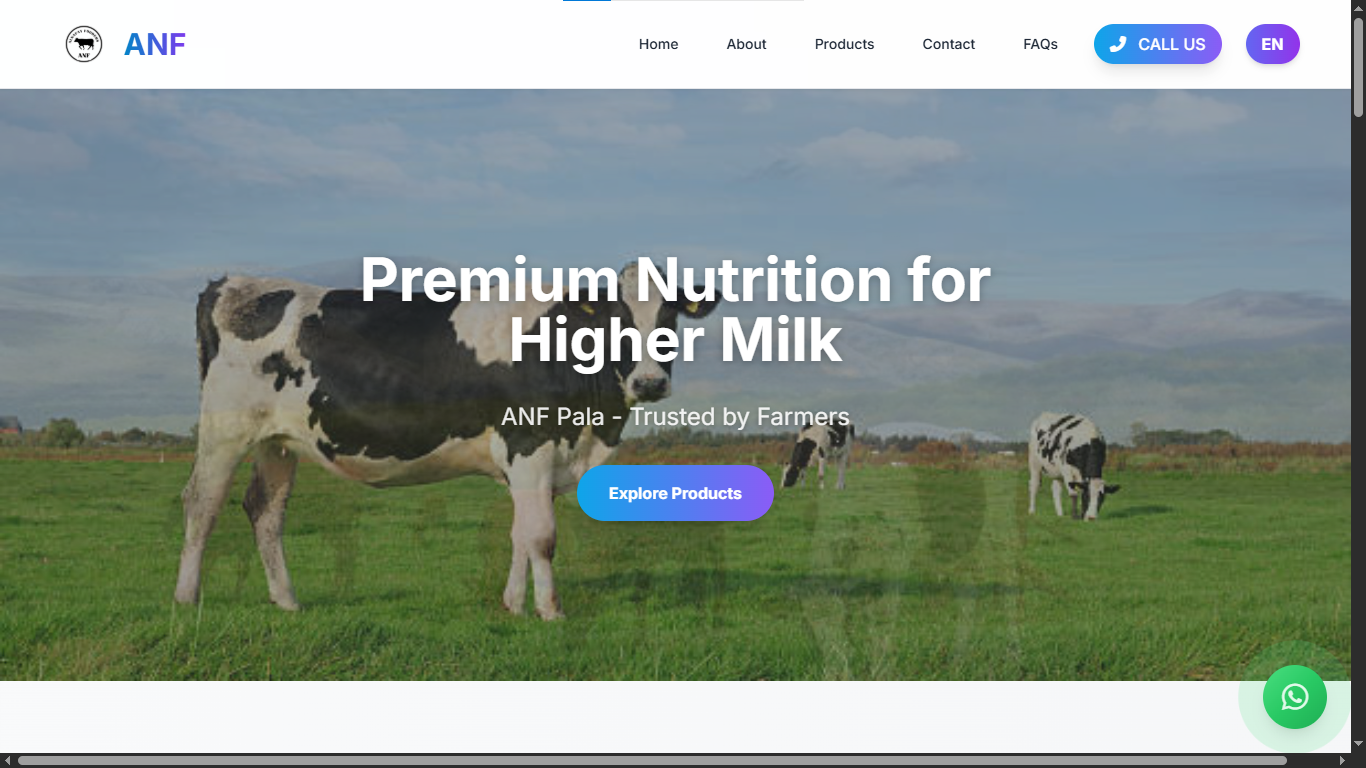 ANF
ANF
Home
About
Products
Contact
FAQs
CALL US
EN
Premium Nutrition for
Higher Milk
ANF Pala - Trusted by Farmers
Explore Products